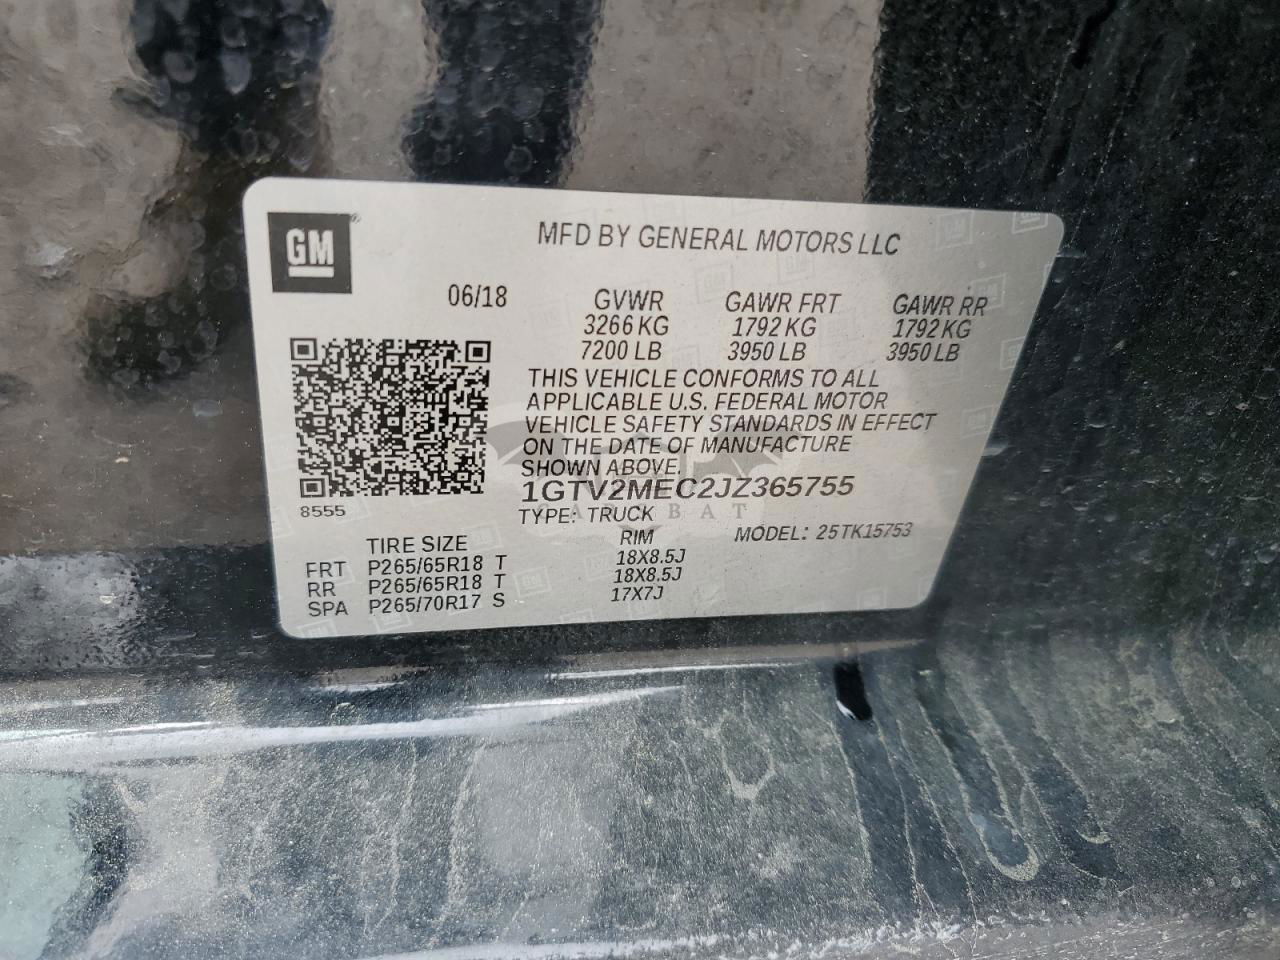 GM®
MFD BY GENERAL MOTORS LLC
06/18
GVWR GAWR FRT GAWR RR
3266 KG 1792 KG 1792 KG
7200 LB 3950 LB 3950 LB
THIS VEHICLE CONFORMS TO ALL
APPLICABLE U.S. FEDERAL MOTOR
VEHICLE SAFETY STANDARDS IN EFFECT
ON THE DATE OF MANUFACTURE
SHOWN ABOVE.
1GTV2MEC2JZ365755
8555
TYPE: TRUCK
MODEL: 25TK15753
TIRE SIZE RIM
FRT P265/65R18 T 18X8.5J
RR P265/65R18 T 18X8.5J
SPA P265/70R17 S 17X7J